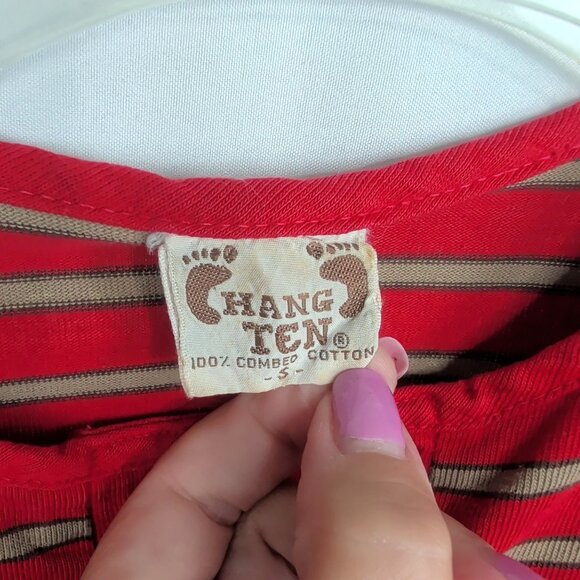 HANG
TEN®
100% COMBED COTTON
- S -